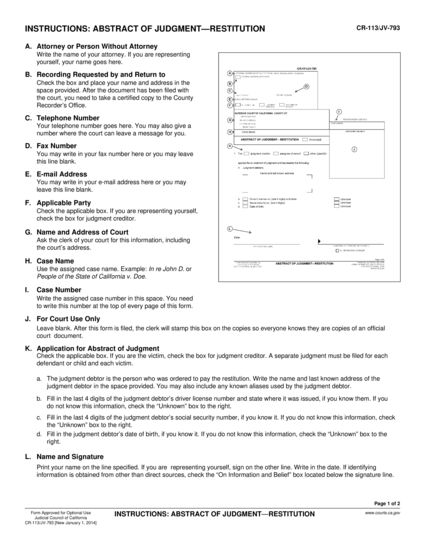 INSTRUCTIONS: ABSTRACT OF JUDGMENT—RESTITUTION
CR-113/JV-793
A. Attorney or Person Without Attorney
Write the name of your attorney. If you are representing
yourself, your name goes here.
B. Recording Requested by and Return to
Check the box and place your name and address in the
space provided. After the document has been filled with
the court, you need to take a certified copy to the County
Recorder's Office.
C. Telephone Number
Your telephone number goes here. You may also give a
number where the court can leave a message for you.
D. Fax Number
You may write in your fax number here or you may leave
this line blank.
E. E-mail Address
You may write in your e-mail address here or you may
leave this line blank.
F. Applicable Party
Check the applicable box. If you are representing yourself,
check the box for judgment creditor.
G. Name and Address of Court
Ask the clerk of your court for this information, including
the court's address.
H. Case Name
Use the assigned case name. Example: In re John D. or
People of the State of California v. Doe.
I. Case Number
Write the assigned case number in this space. You need
to write this number at the top of every page of this form.
J. For Court Use Only
Leave blank. After this form is filed, the clerk will stamp this box on the copies so everyone knows they are copies of an official
court document.
K. Application for Abstract of Judgment
Check the applicable box. If you are the victim, check the box for judgment creditor. A separate judgment must be filed for each
defendant or child and each victim.
a. The judgment debtor is the person who was ordered to pay the restitution. Write the name and last known address of the
judgment debtor in the space provided. You may also include any known aliases used by the judgment debtor.
b. Fill in the last 4 digits of the judgment debtor's driver license number and state where it was issued, if you know them. If you
do not know this information, check the "Unknown" box to the right.
c. Fill in the last 4 digits of the judgment debtor's social security number, if you know it. If you do not know this information, check
the "Unknown" box to the right.
d. Fill in the judgment debtor's date of birth, if you know it. If you do not know this information, check the "Unknown" box to the
right.
L. Name and Signature
Print your name on the line specified. If you are representing yourself, sign on the other line. Write in the date. If identifying
information is obtained from other than direct sources, check the "On Information and Belief" box located below the signature line.
Page 1 of 2
Form Approved for Optional Use
Judicial Council of California
CR-113/JV-793 [New January 1, 2014]
INSTRUCTIONS: ABSTRACT OF JUDGMENT—RESTITUTION
www.courts.ca.gov